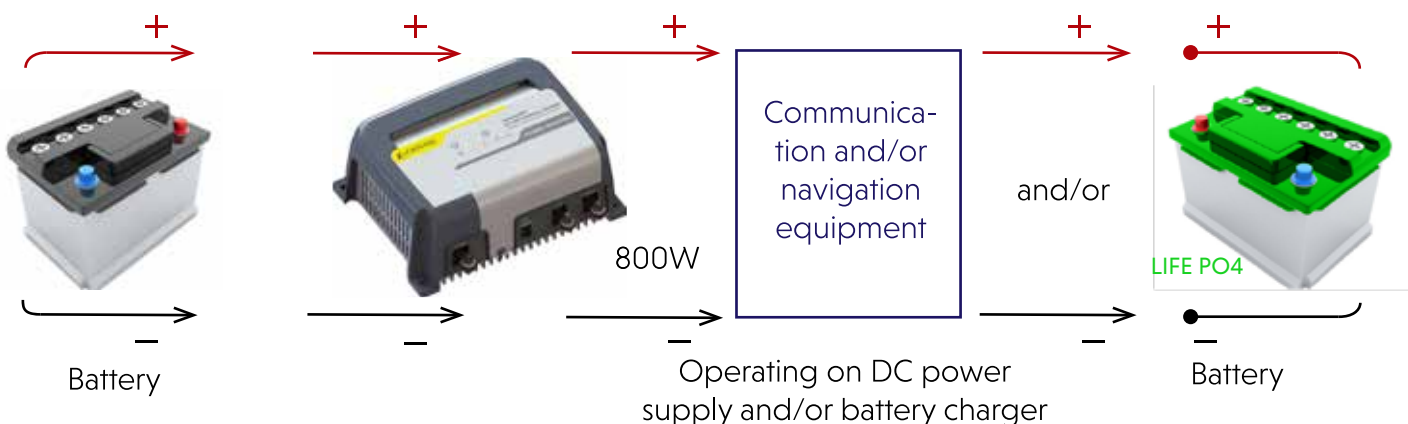 + + + + +
Communica-
tion and/or
navigation
equipment
and/or
800W
LIFE PO4
– – – – –
Battery
Operating on DC power
supply and/or battery charger
Battery